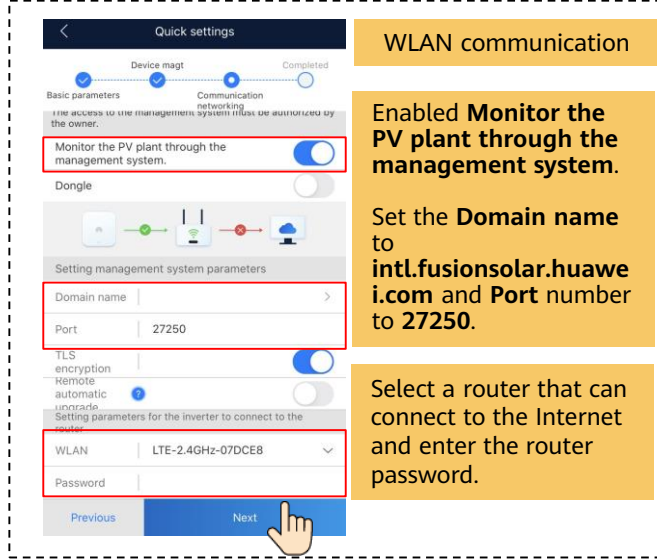 Quick settings
Device magt
Completed
Basic parameters
Communication
networking
The access to the management system must be authorized by
the owner.
Monitor the PV plant through the
management system.
Dongle
Setting management system parameters
Domain name
Port 27250
TLS
encryption
Remote
automatic
upgrade
Setting parameters for the inverter to connect to the
router
WLAN LTE-2.4GHz-07DCE8
Password
Previous Next
WLAN communication
Enabled Monitor the
PV plant through the
management system.
Set the Domain name
to
intl.fusionsolar.huawe
i.com and Port number
to 27250.
Select a router that can
connect to the Internet
and enter the router
password.